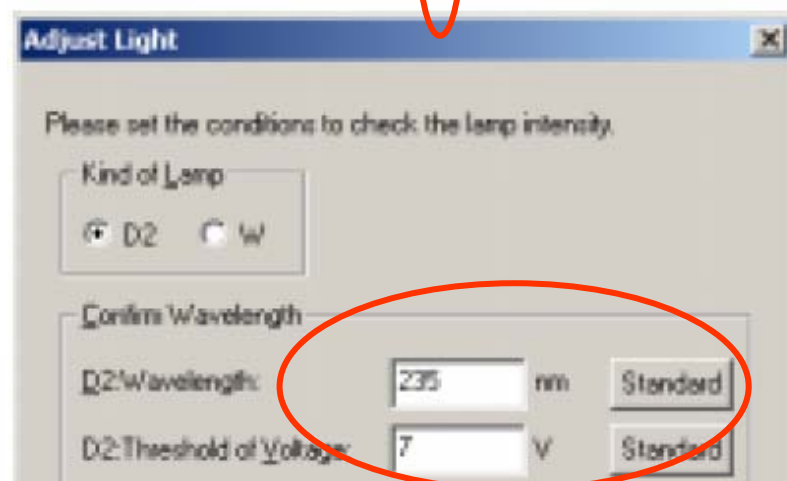 Adjust Light
Please set the conditions to check the lamp intensity.
Kind of Lamp
D2 W
Confirm Wavelength
D2:Wavelength: 235 nm Standard
D2:Threshold of Voltage: 7 V Standard